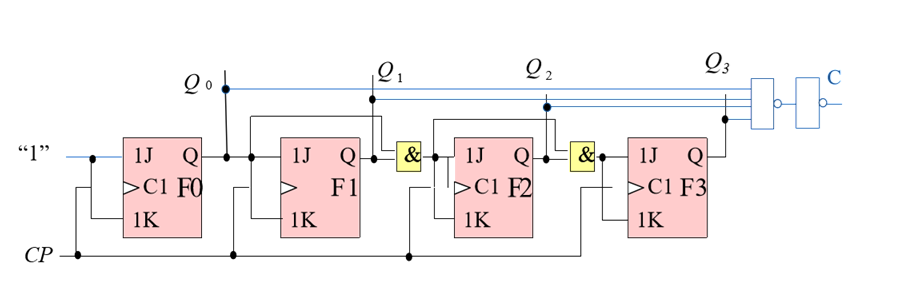 Q0 Q1 Q2 Q3 C
"1" 1J Q 1J Q & 1J Q & 1J Q
C1 F0 F1 C1 F2 C1 F3
1K 1K 1K 1K
CP